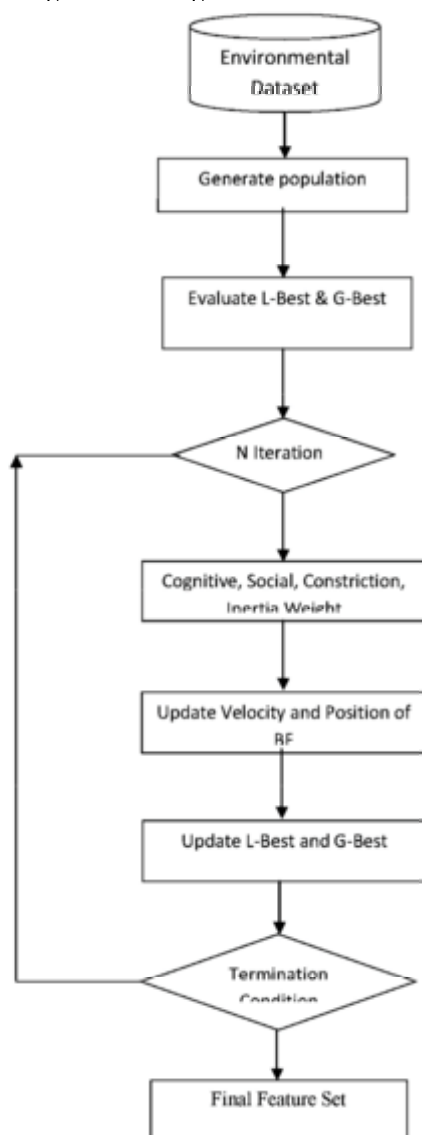 Environmental
Dataset
Generate population
Evaluate L-Best & G-Best
N Iteration
Cognitive, Social, Constriction,
Inertia Weight
Update Velocity and Position of
BF
Update L-Best and G-Best
Termination
Condition
Final Feature Set